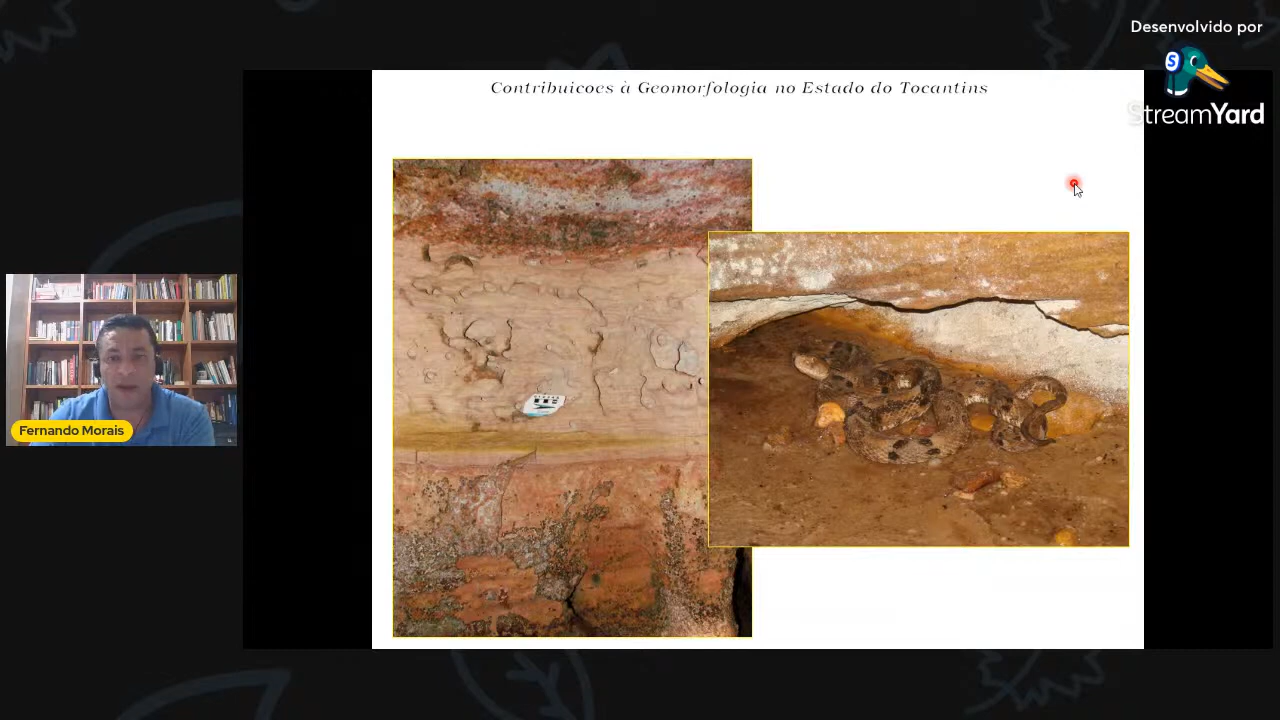 Desenvolvido por
S
StreamYard
Contribuicoes à Geomorfologia no Estado do Tocantins
Fernando Morais